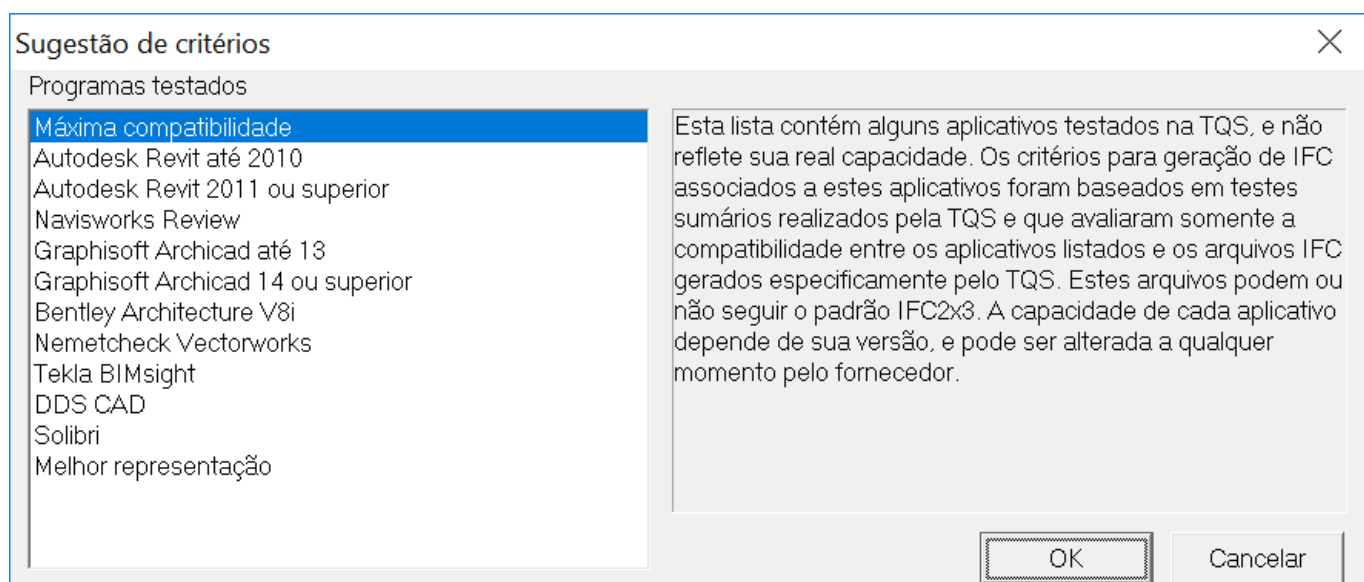 Sugestão de critérios
Programas testados
Máxima compatibilidade
Autodesk Revit até 2010
Autodesk Revit 2011 ou superior
Navisworks Review
Graphisoft Archicad até 13
Graphisoft Archicad 14 ou superior
Bentley Architecture V8i
Nemetcheck Vectorworks
Tekla BIMsight
DDS CAD
Solibri
Melhor representação
Esta lista contém alguns aplicativos testados na TQS, e não
reflete sua real capacidade. Os critérios para geração de IFC
associados a estes aplicativos foram baseados em testes
sumários realizados pela TQS e que avaliaram somente a
compatibilidade entre os aplicativos listados e os arquivos IFC
gerados especificamente pelo TQS. Estes arquivos podem ou
não seguir o padrão IFC2x3. A capacidade de cada aplicativo
depende de sua versão, e pode ser alterada a qualquer
momento pelo fornecedor.
OK
Cancelar